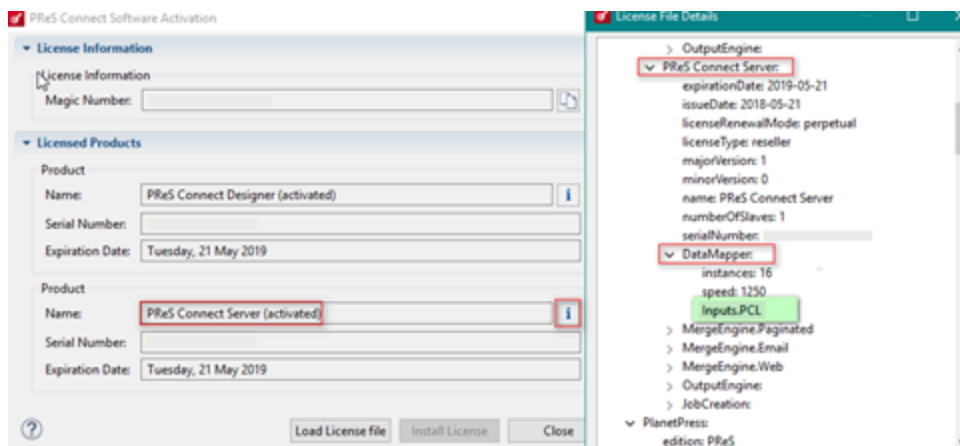 PReS Connect Software Activation
License Information
License Information
Magic Number:
Licensed Products
Product
Name: PReS Connect Designer (activated)
Serial Number:
Expiration Date: Tuesday, 21 May 2019
Product
Name: PReS Connect Server (activated)
Serial Number:
Expiration Date: Tuesday, 21 May 2019
Load License file Install License Close
License File Details
OutputEngine:
PReS Connect Server:
expirationDate: 2019-05-21
issueDate: 2018-05-21
licenseRenewalMode: perpetual
licenseType: reseller
majorVersion: 1
minorVersion: 0
name: PReS Connect Server
numberOfSlaves: 1
serialNumber:
DataMapper:
instances: 16
speed: 1250
Inputs.PCL
MergeEngine.Paginated
MergeEngine.Email
MergeEngine.Web
OutputEngine:
JobCreation:
PlanetPress:
edition: PReS